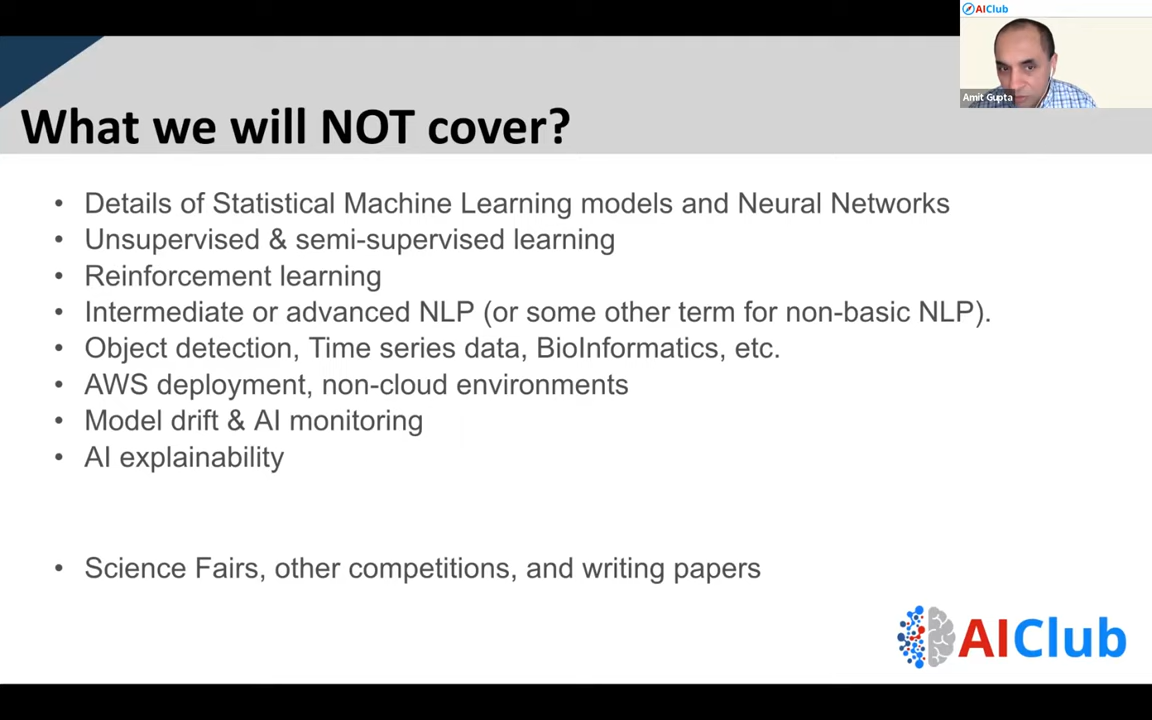 AIClub
Amit Gupta
What we will NOT cover?
• Details of Statistical Machine Learning models and Neural Networks
• Unsupervised & semi-supervised learning
• Reinforcement learning
• Intermediate or advanced NLP (or some other term for non-basic NLP).
• Object detection, Time series data, BioInformatics, etc.
• AWS deployment, non-cloud environments
• Model drift & AI monitoring
• AI explainability
• Science Fairs, other competitions, and writing papers
AIClub